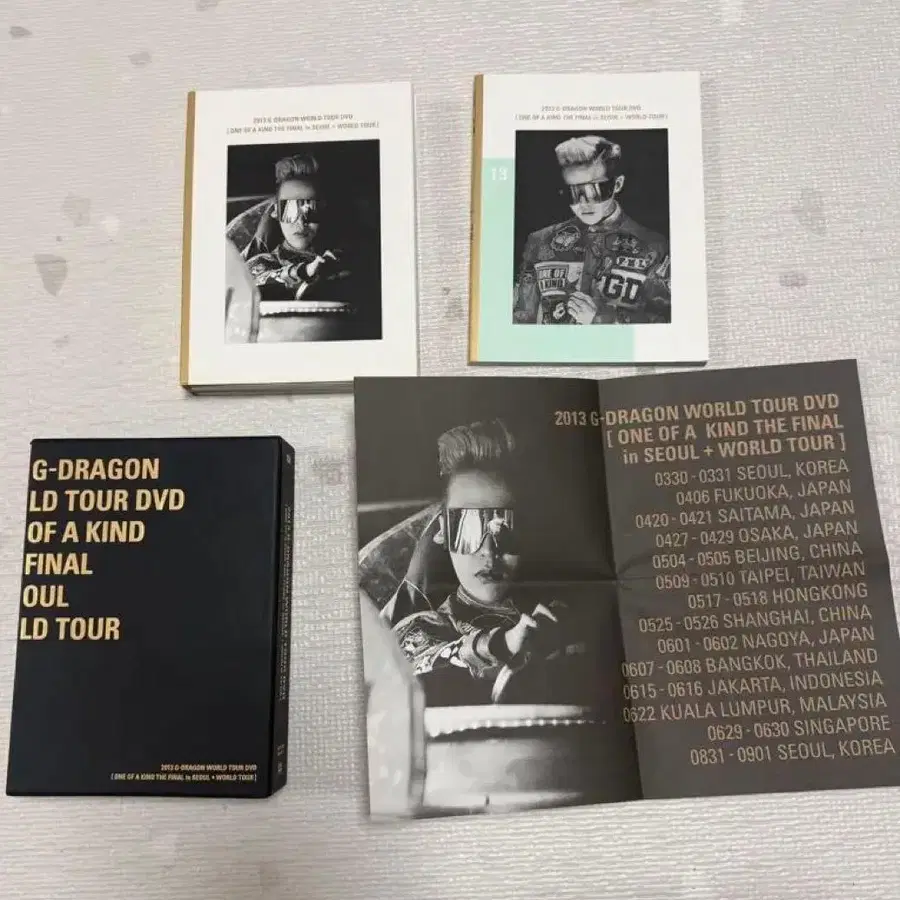 2013 G-DRAGON WORLD TOUR DVD
[ ONE OF A KIND THE FINAL in SEOUL + WORLD TOUR ]
2013 G-DRAGON WORLD TOUR DVD
[ ONE OF A KIND THE FINAL in SEOUL + WORLD TOUR ]
13
ONE OF
A KIND
GD
G-DRAGON
LD TOUR DVD
OF A KIND
FINAL
OUL
LD TOUR
2013 G-DRAGON WORLD TOUR DVD
[ ONE OF A KIND THE FINAL in SEOUL + WORLD TOUR ]
2013 G-DRAGON WORLD TOUR DVD
[ ONE OF A KIND THE FINAL
in SEOUL + WORLD TOUR ]
0330 - 0331 SEOUL, KOREA
0406 FUKUOKA, JAPAN
0420 - 0421 SAITAMA, JAPAN
0427 - 0429 OSAKA, JAPAN
0504 - 0505 BEIJING, CHINA
0509 - 0510 TAIPEI, TAIWAN
0517 - 0518 HONGKONG
0525 - 0526 SHANGHAI, CHINA
0601 - 0602 NAGOYA, JAPAN
0607 - 0608 BANGKOK, THAILAND
0615 - 0616 JAKARTA, INDONESIA
0622 KUALA LUMPUR, MALAYSIA
0629 - 0630 SINGAPORE
0831 - 0901 SEOUL, KOREA